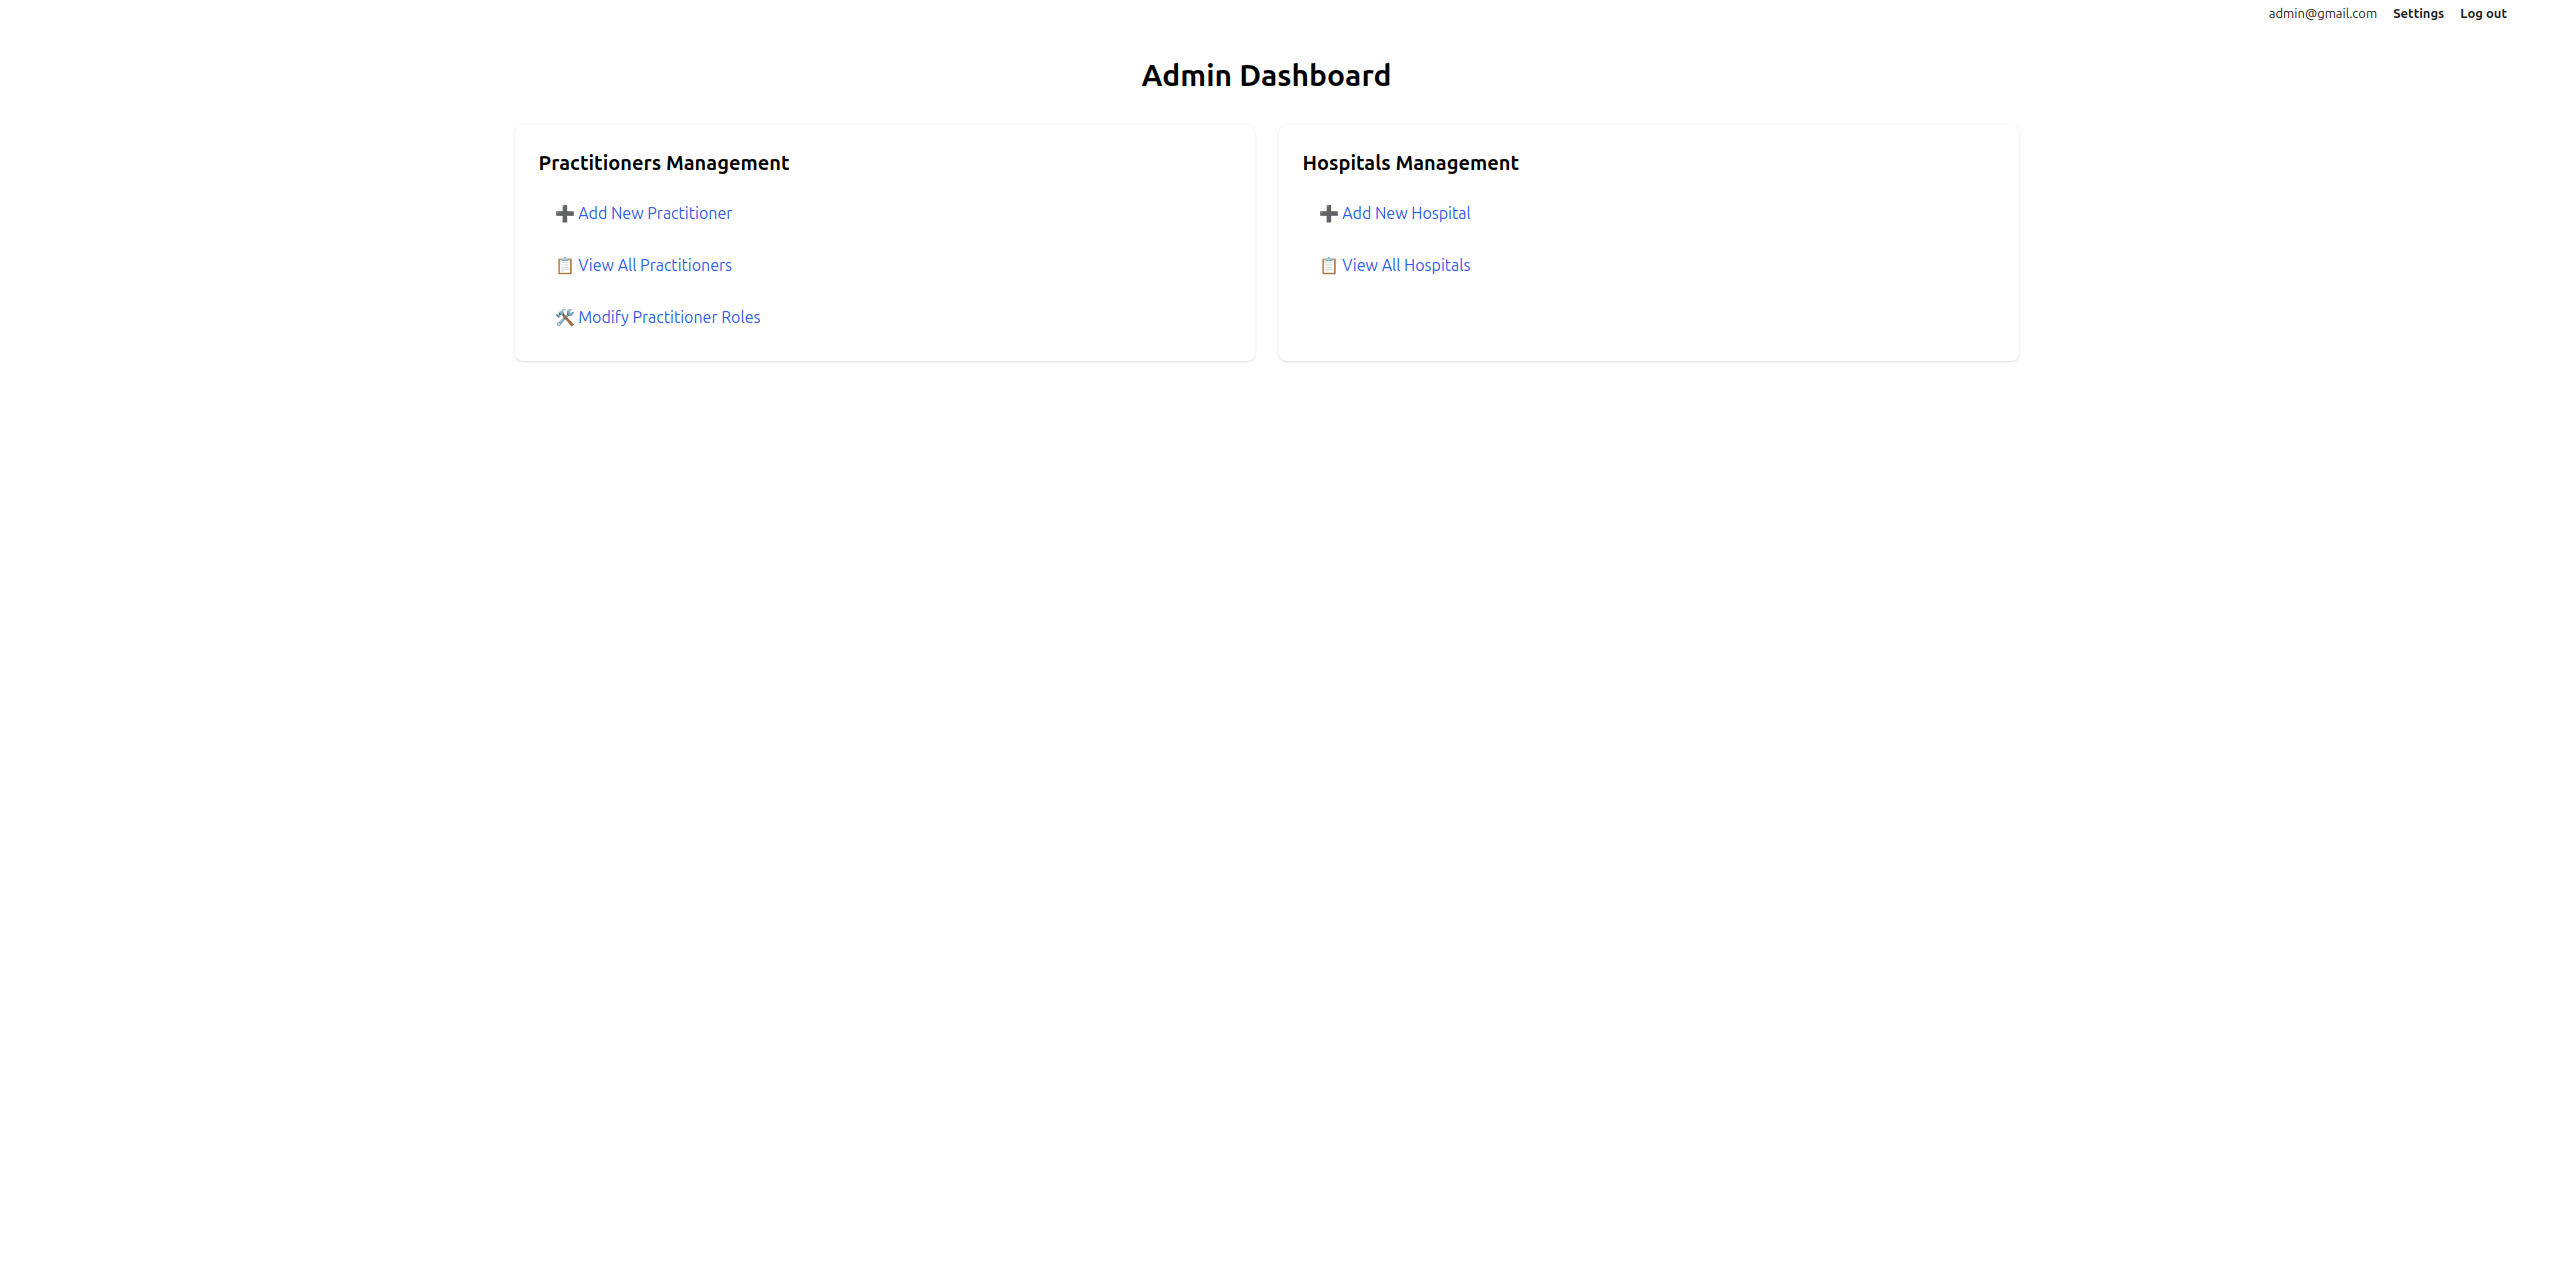 admin@gmail.com Settings Log out
Admin Dashboard
Practitioners Management
➕ Add New Practitioner
📋 View All Practitioners
🛠️ Modify Practitioner Roles
Hospitals Management
➕ Add New Hospital
📋 View All Hospitals